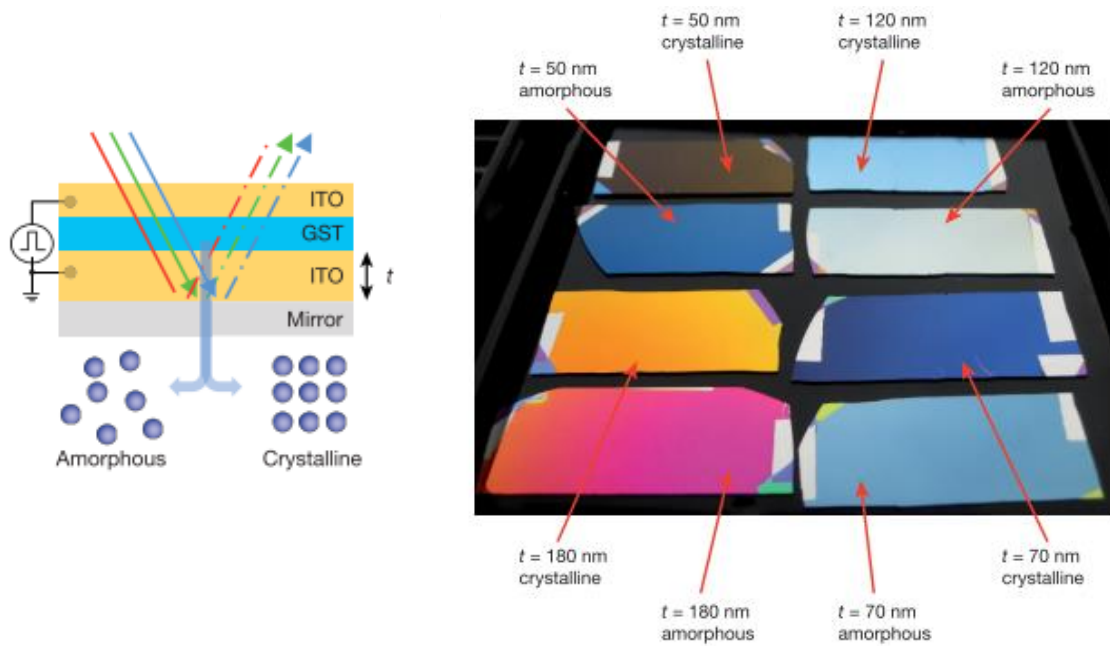 t = 50 nm
crystalline
t = 120 nm
crystalline
t = 50 nm
amorphous
t = 120 nm
amorphous
ITO
GST
ITO
t
Mirror
Amorphous
Crystalline
t = 180 nm
crystalline
t = 70 nm
crystalline
t = 180 nm
amorphous
t = 70 nm
amorphous